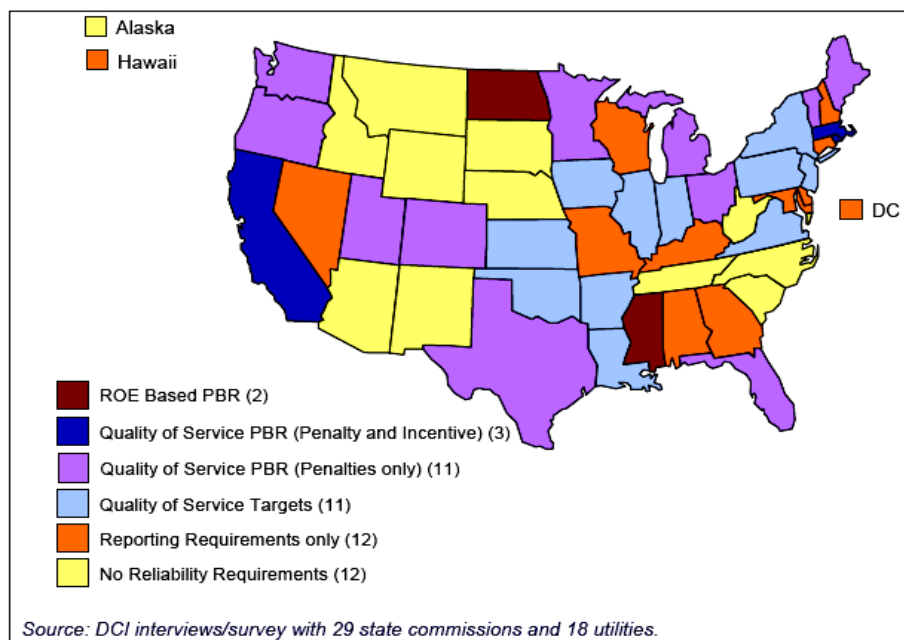 Alaska
Hawaii
DC
ROE Based PBR (2)
Quality of Service PBR (Penalty and Incentive) (3)
Quality of Service PBR (Penalties only) (11)
Quality of Service Targets (11)
Reporting Requirements only (12)
No Reliability Requirements (12)
Source: DCI interviews/survey with 29 state commissions and 18 utilities.